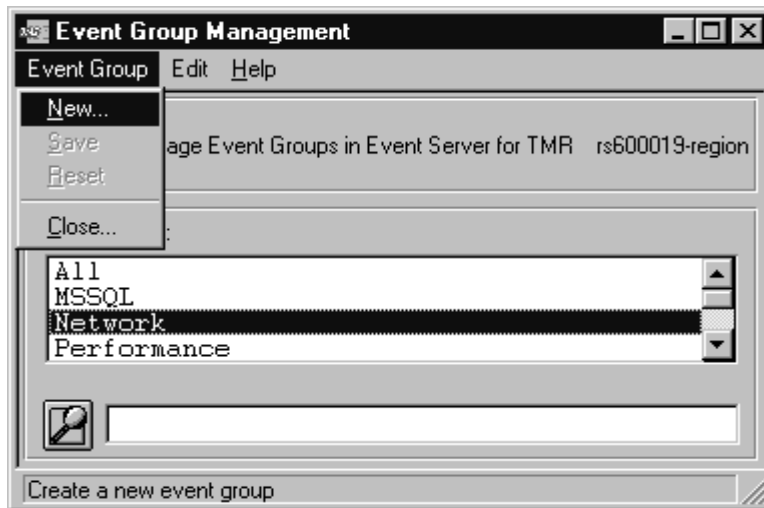 Event Group Management
Event Group Edit Help
New...
Save
Reset
Close...
age Event Groups in Event Server for TMR rs600019-region
:
All
MSSQL
Network
Performance
Create a new event group